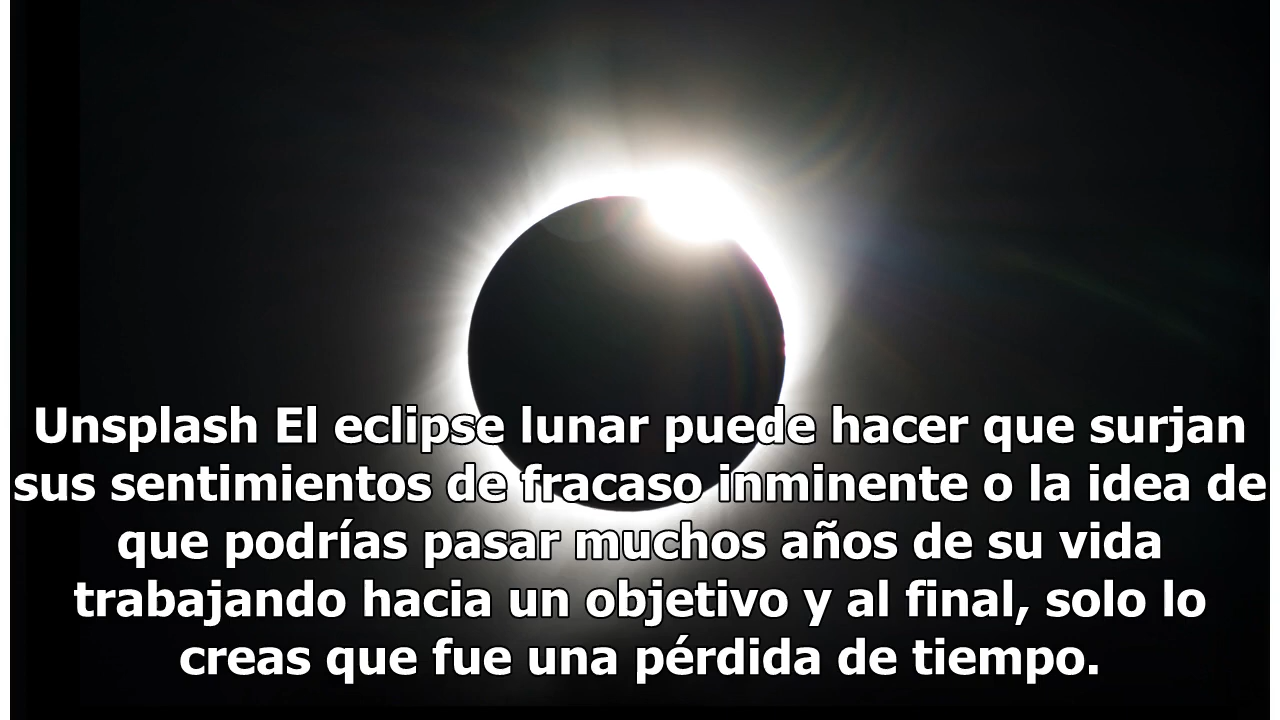 Unsplash El eclipse lunar puede hacer que surjan
sus sentimientos de fracaso inminente o la idea de
que podrías pasar muchos años de su vida
trabajando hacia un objetivo y al final, solo lo
creas que fue una pérdida de tiempo.